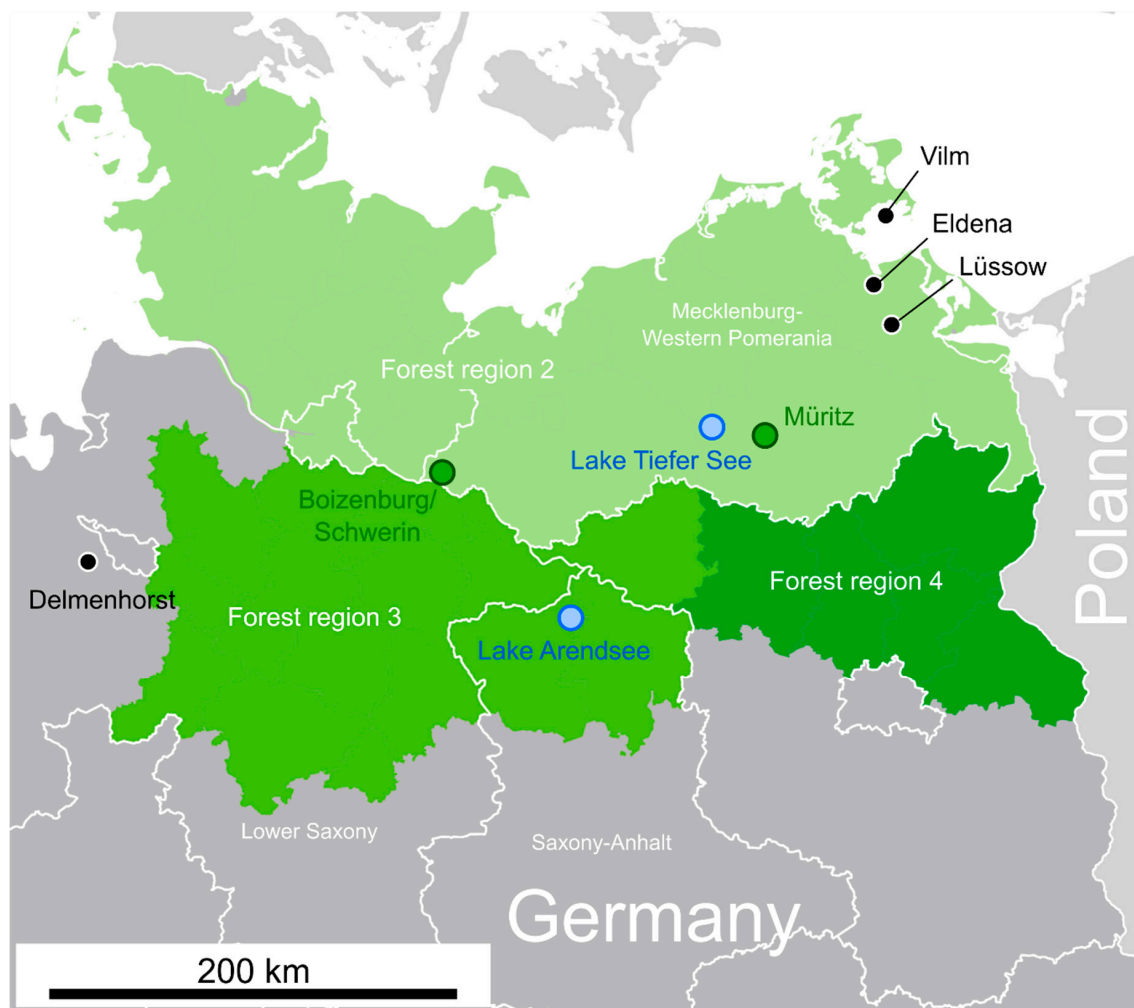 Vilm
Eldena
Lüssow
Mecklenburg-
Western Pomerania
Forest region 2
Müritz
Lake Tiefer See
Boizenburg/
Schwerin
Poland
Delmenhorst
Forest region 3
Forest region 4
Lake Arendsee
Lower Saxony
Saxony-Anhalt
Germany
200 km